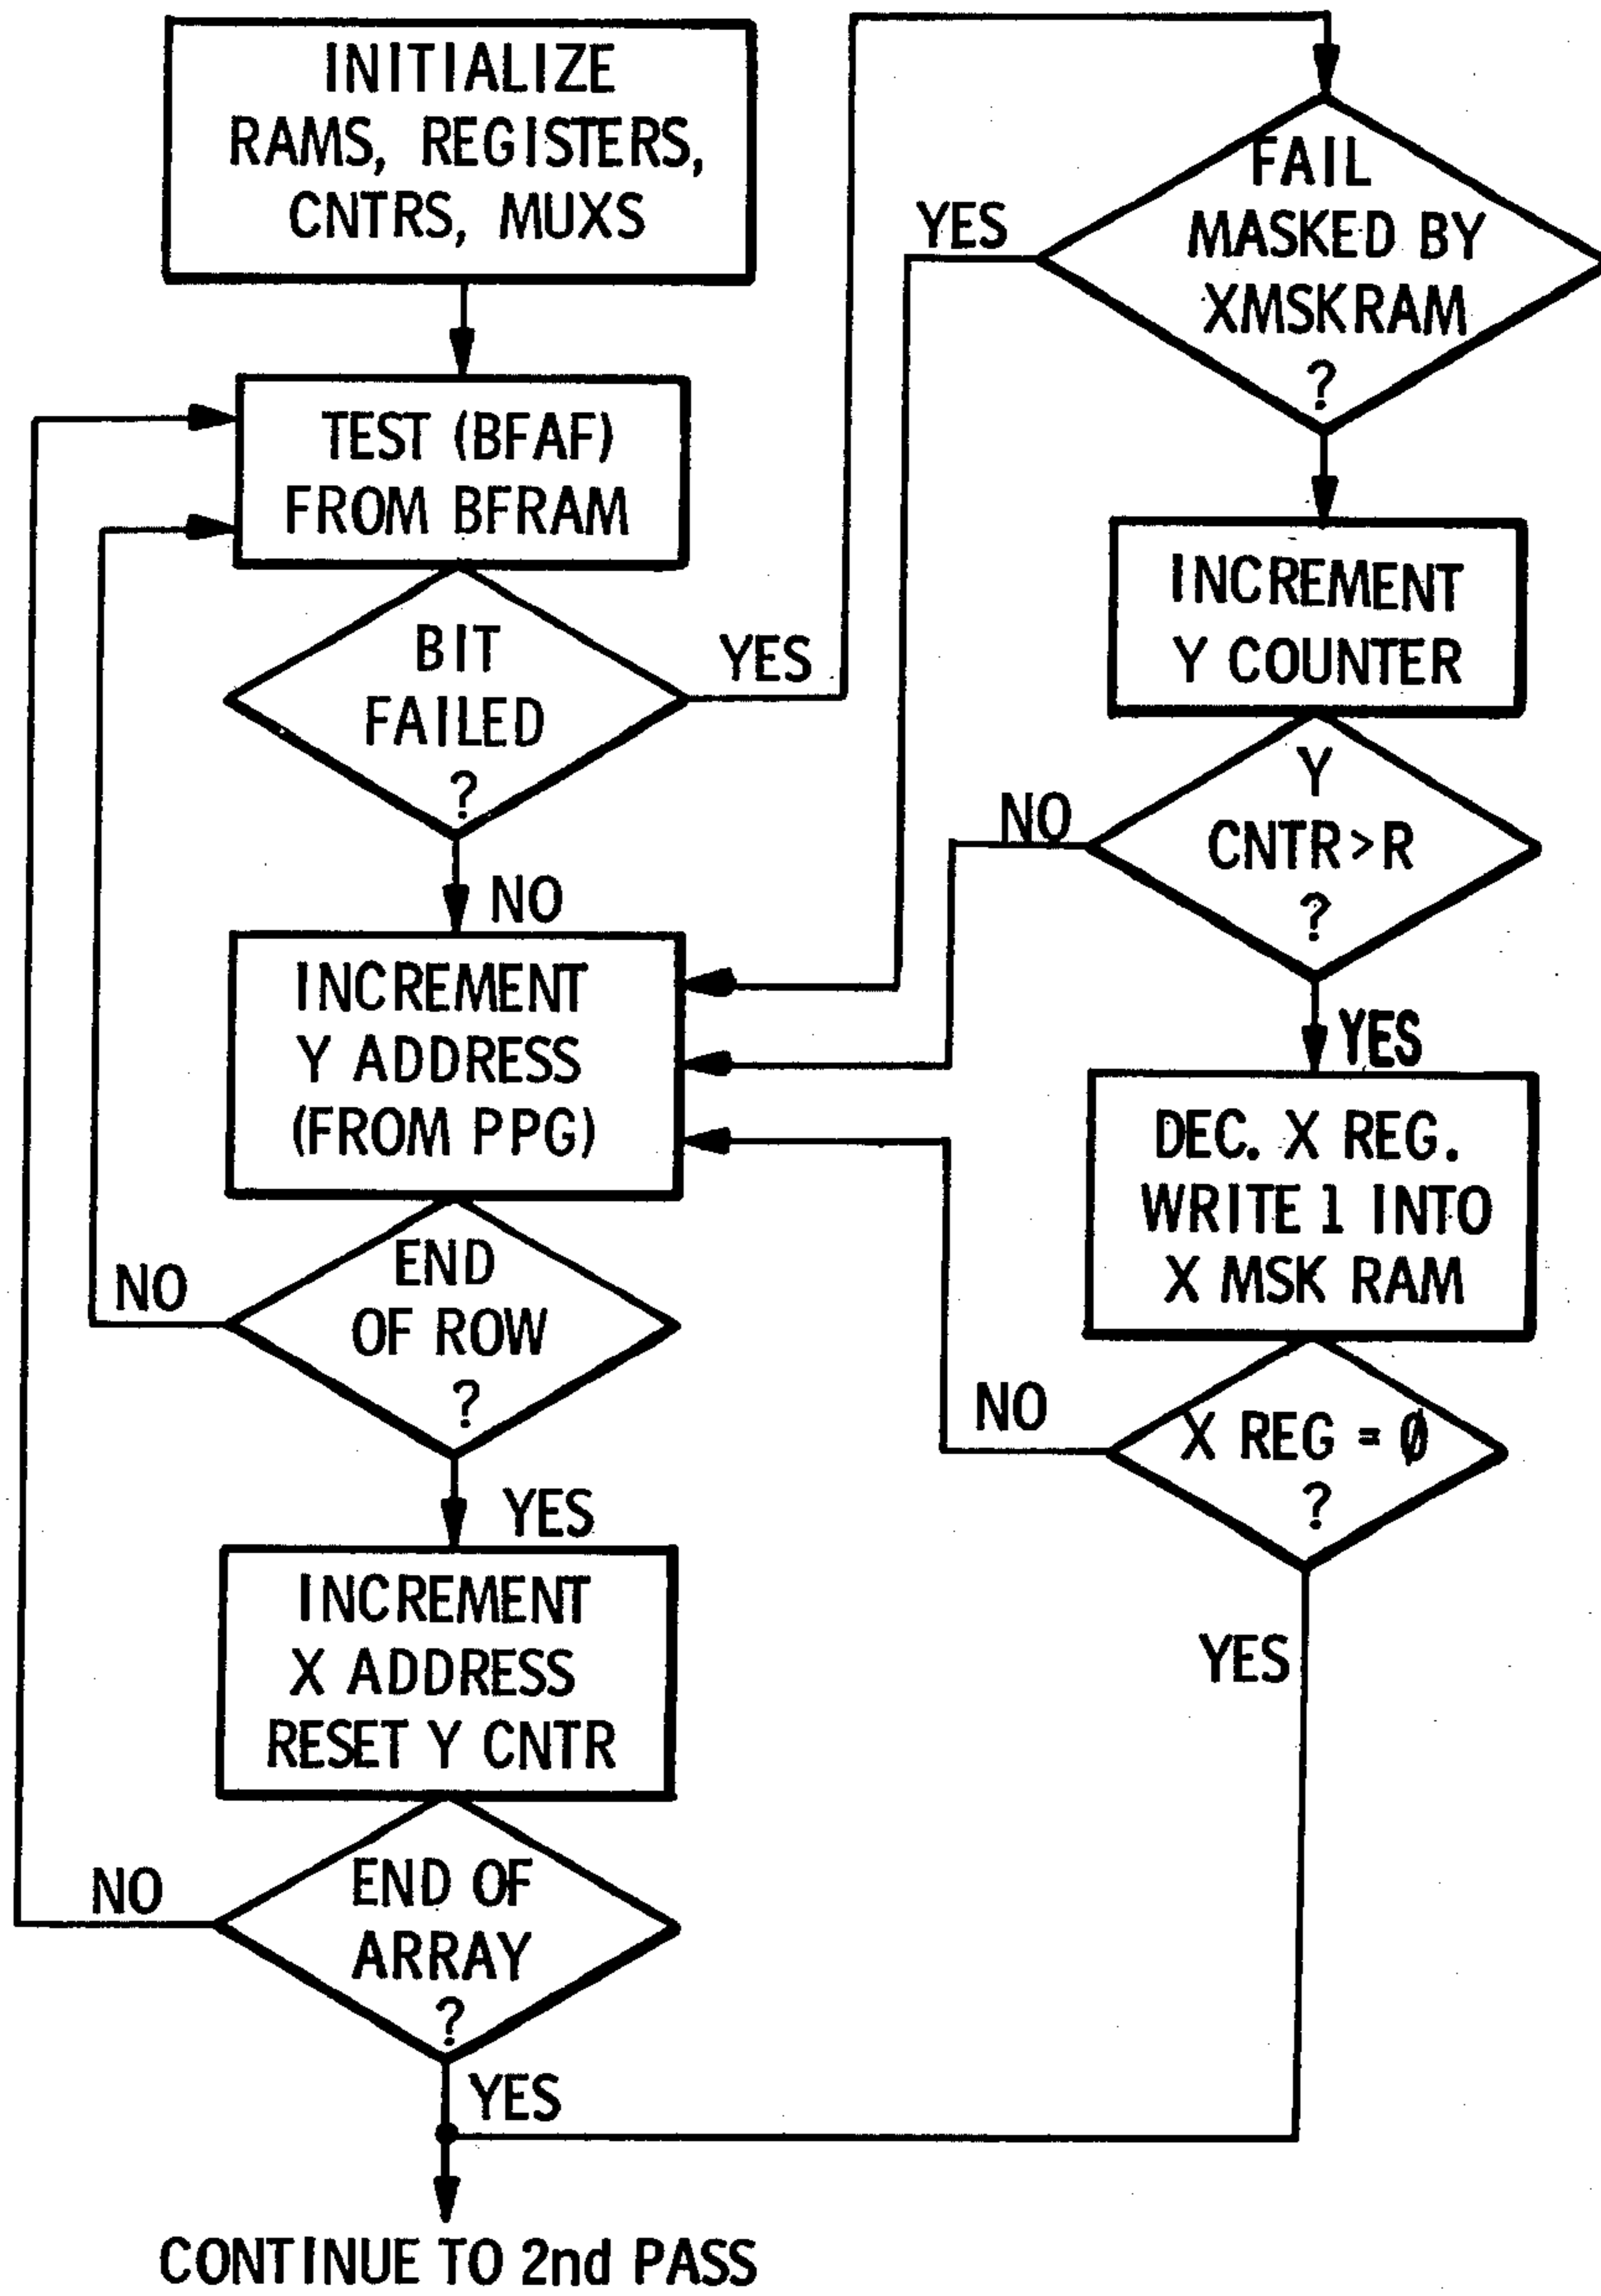 INITIALIZE
RAMS, REGISTERS,
CNTRS, MUXS
TEST (BFAF)
FROM BFRAM
BIT
FAILED
?
YES
NO
INCREMENT
Y ADDRESS
(FROM PPG)
END
OF ROW
?
NO
YES
INCREMENT
X ADDRESS
RESET Y CNTR
END OF
ARRAY
?
NO
YES
CONTINUE TO 2nd PASS
FAIL
MASKED BY
XMSKRAM
?
YES
INCREMENT
Y COUNTER
Y
CNTR>R
?
NO
YES
DEC. X REG.
WRITE 1 INTO
X MSK RAM
X REG = Ø
?
NO
YES